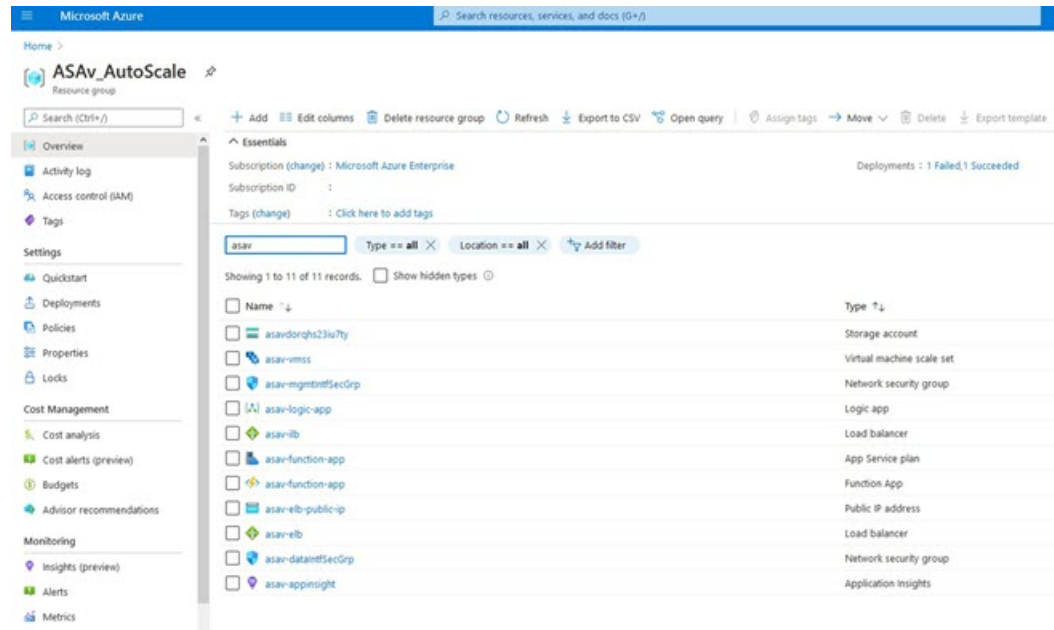 Microsoft Azure
Search resources, services, and docs (G+/)
Home >
ASAv_AutoScale
Resource group
Search (Ctrl+/)
«
+ Add Edit columns Delete resource group Refresh Export to CSV Open query Assign tags Move Delete Export template
Overview
Activity log
Access control (IAM)
Tags
Settings
Quickstart
Deployments
Policies
Properties
Locks
Cost Management
Cost analysis
Cost alerts (preview)
Budgets
Advisor recommendations
Monitoring
Insights (preview)
Alerts
Metrics
Essentials
Subscription (change) : Microsoft Azure Enterprise
Deployments : 1 Failed,1 Succeeded
Subscription ID :
Tags (change) : Click here to add tags
asav Type == all Location == all Add filter
Showing 1 to 11 of 11 records. Show hidden types
Name Type
asavdorqhs23iu7ty Storage account
asav-vmss Virtual machine scale set
asav-mgmtintfSecGrp Network security group
asav-logic-app Logic app
asav-ilb Load balancer
asav-function-app App Service plan
asav-function-app Function App
asav-elb-public-ip Public IP address
asav-elb Load balancer
asav-dataintfSecGrp Network security group
asav-appinsight Application Insights